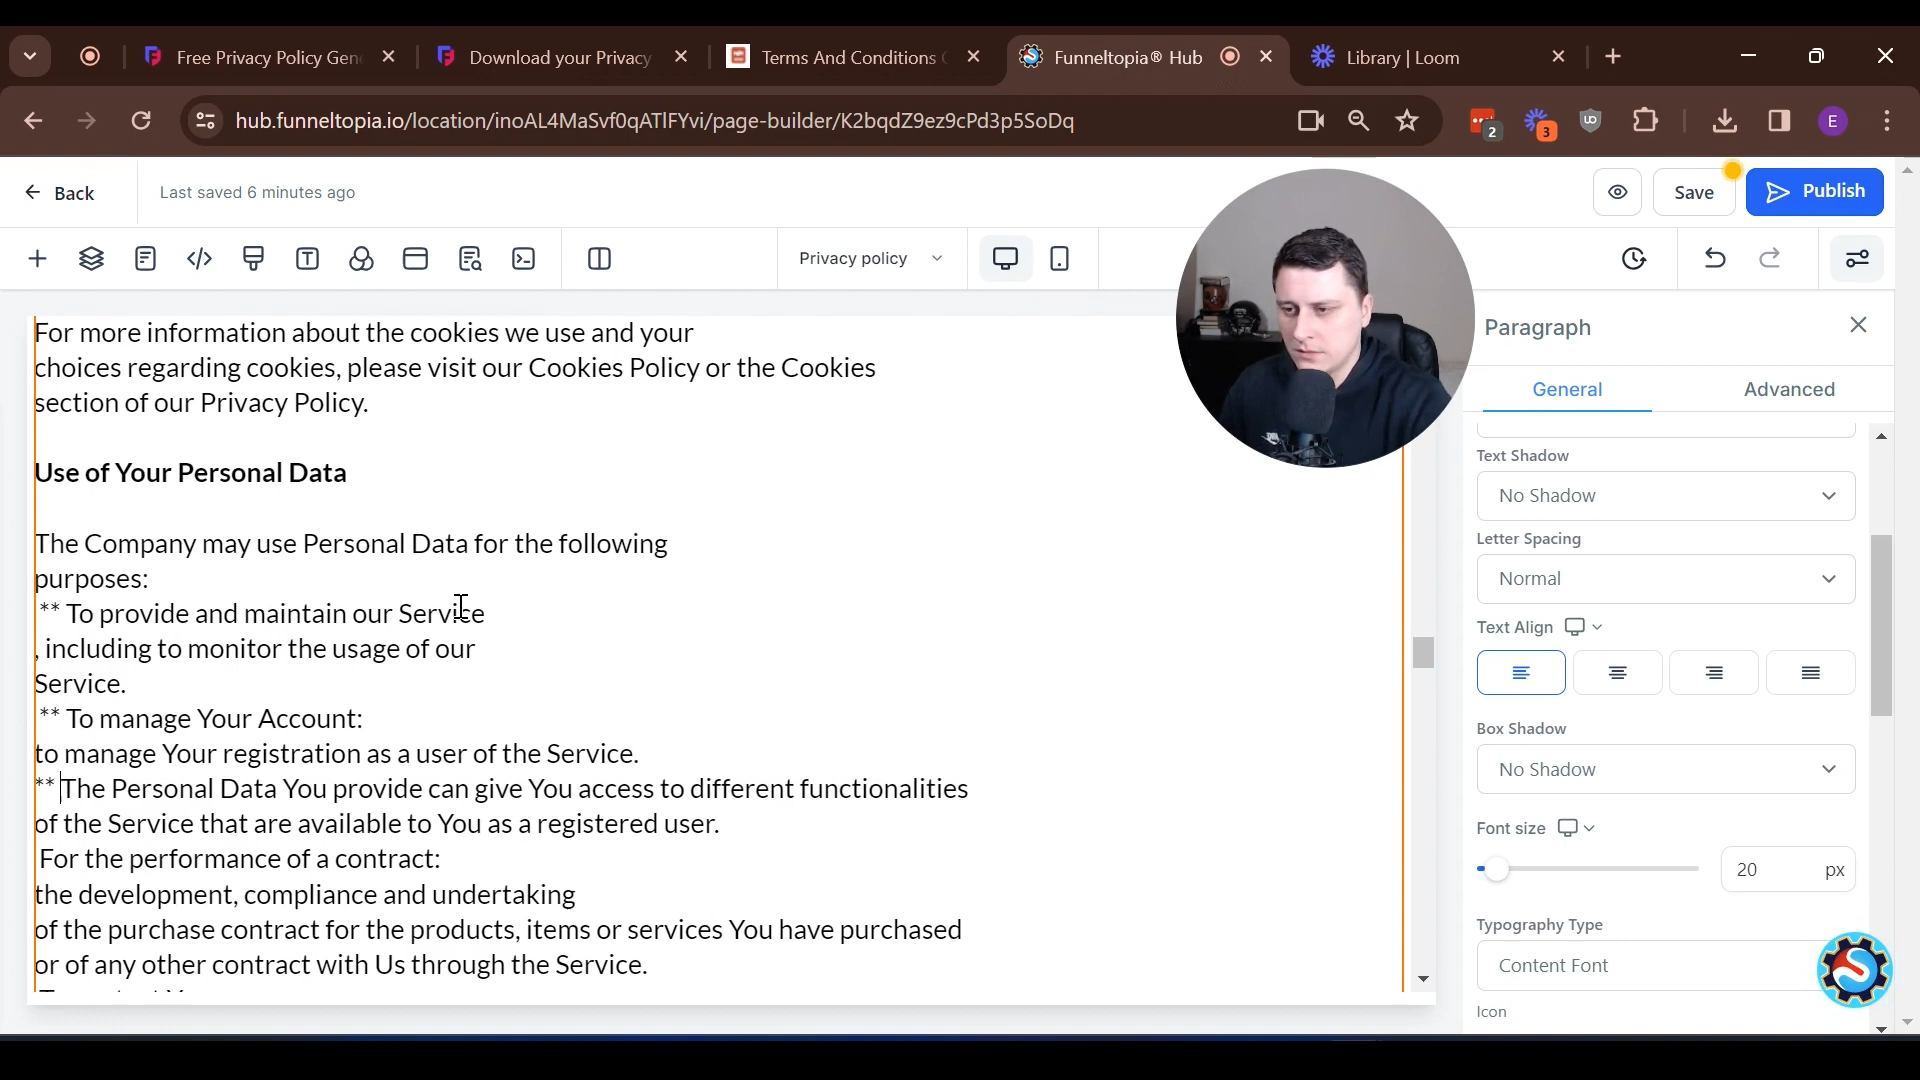 Free Privacy Policy Gen
Download your Privacy
Terms And Conditions
Funneltopia® Hub
Library | Loom
hub.funneltopia.io/location/inoAL4MaSvf0qATlFYvi/page-builder/K2bqdZ9ez9cPd3p5SoDq
2
3
E
Back
Last saved 6 minutes ago
Save
Publish
Privacy policy
For more information about the cookies we use and your
choices regarding cookies, please visit our Cookies Policy or the Cookies
section of our Privacy Policy.
Use of Your Personal Data
The Company may use Personal Data for the following
purposes:
** To provide and maintain our Service
, including to monitor the usage of our
Service.
** To manage Your Account:
to manage Your registration as a user of the Service.
** The Personal Data You provide can give You access to different functionalities
of the Service that are available to You as a registered user.
For the performance of a contract:
the development, compliance and undertaking
of the purchase contract for the products, items or services You have purchased
or of any other contract with Us through the Service.
Paragraph
General
Advanced
Text Shadow
No Shadow
Letter Spacing
Normal
Text Align
Box Shadow
No Shadow
Font size
20 px
Typography Type
Content Font
Icon